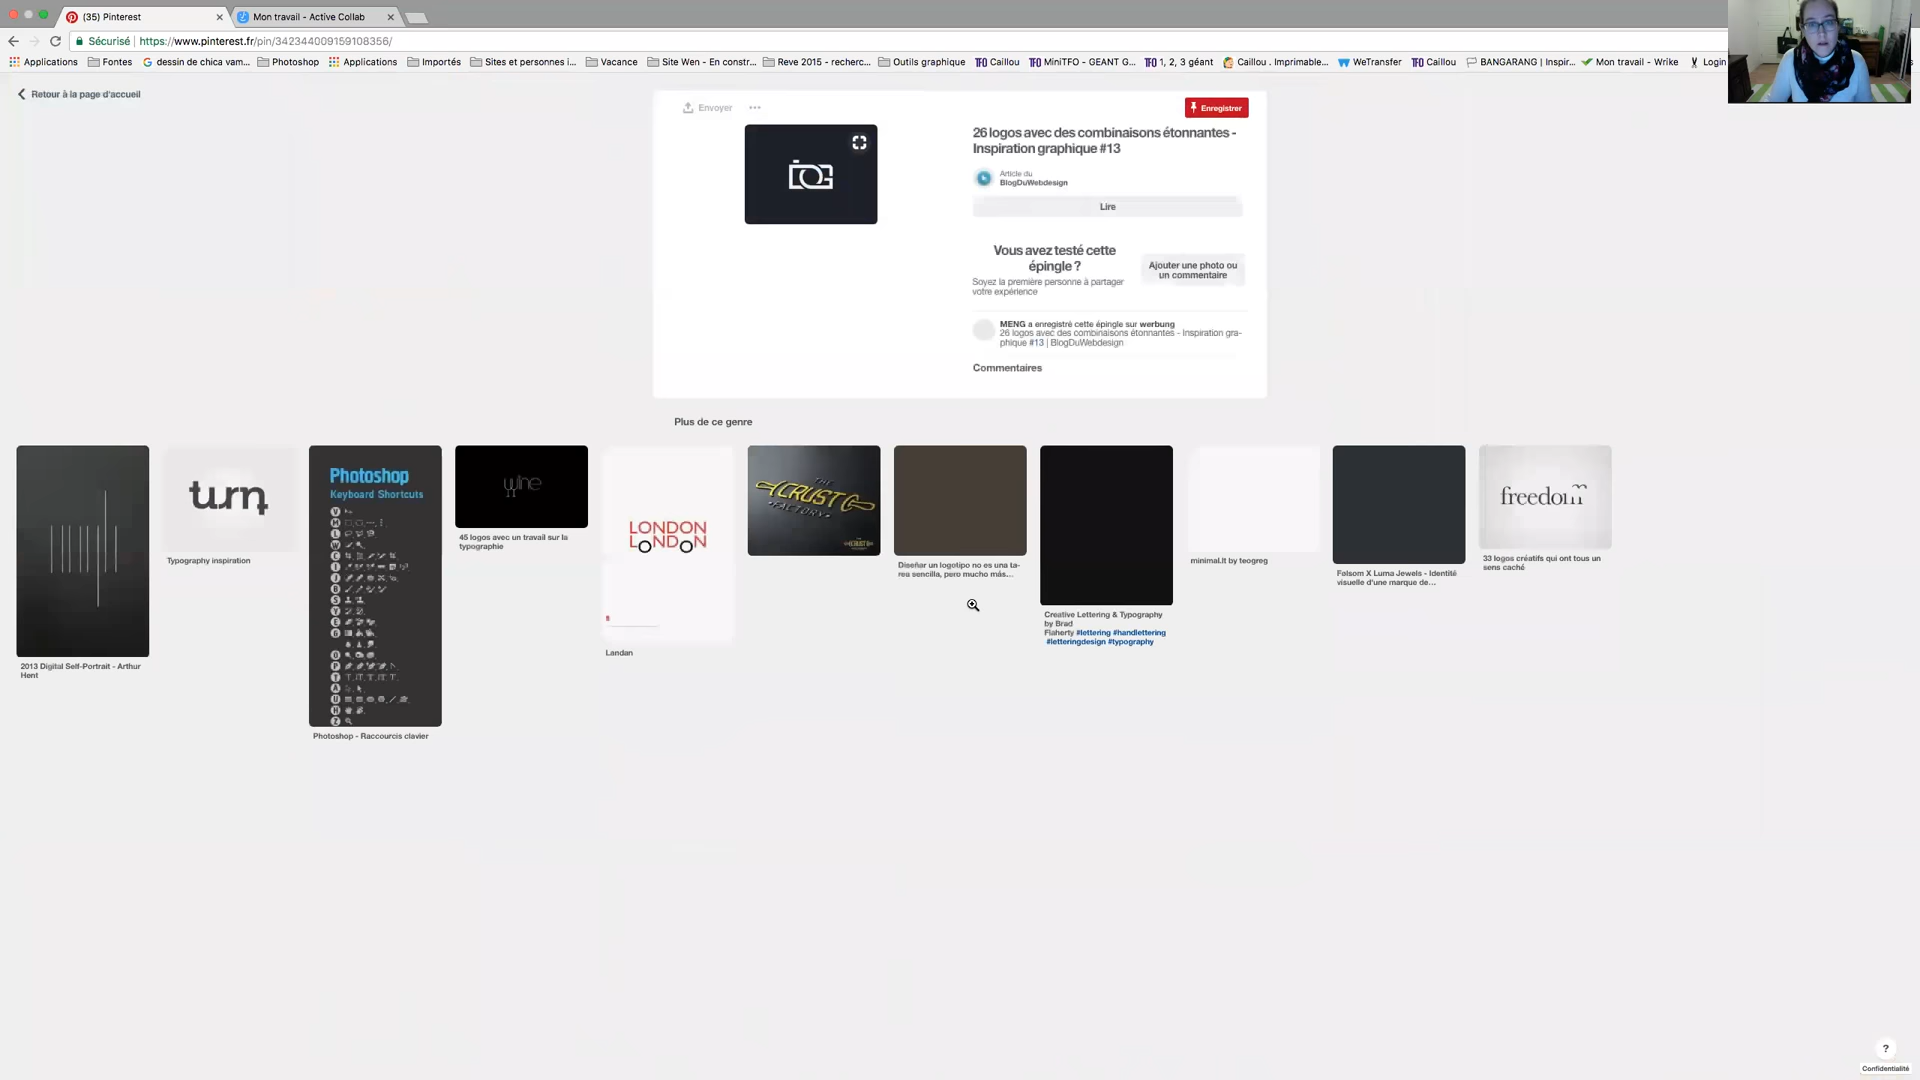 (35) Pinterest
Mon travail - Active Collab
Sécurisé https://www.pinterest.fr/pin/342344009159108356/
Applications Fontes dessin de chica vam... Photoshop Applications Importés Sites et personnes i... Vacance Site Wen - En constr... Reve 2015 - recherc... Outils graphique TFO Caillou TFO MiniTFO - GEANT G... TFO 1, 2, 3 géant Caillou . Imprimable... WeTransfer TFO Caillou BANGARANG | Inspir... Mon travail - Wrike Login
Retour à la page d'accueil
Envoyer
Enregistrer
26 logos avec des combinaisons étonnantes -
Inspiration graphique #13
Article du
BlogDuWebdesign
Lire
Vous avez testé cette
épingle ?
Soyez la première personne à partager
votre expérience
Ajouter une photo ou
un commentaire
MENG a enregistré cette épingle sur werbung
26 logos avec des combinaisons étonnantes - Inspiration gra-
phique #13 | BlogDuWebdesign
Commentaires
Plus de ce genre
2013 Digital Self-Portrait - Arthur
Hent
turn
Typography inspiration
Photoshop
Keyboard Shortcuts
V
M
L
W
C
I
J
B
S
Y
E
G
O
P
T
A
U
H
Z
Photoshop - Raccourcis clavier
wine
45 logos avec un travail sur la
typographie
LONDON
LONDON
Landan
THE
CRUST
FACTORY
Diseñar un logotipo no es una ta-
rea sencilla, pero mucho más...
Creative Lettering & Typography
by Brad
Flaherty #lettering #handlettering
#letteringdesign #typography
minimal.lt by teogreg
Folsom X Luma Jewels - Identité
visuelle d'une marque de...
freedom
33 logos créatifs qui ont tous un
sens caché
?
Confidentialité